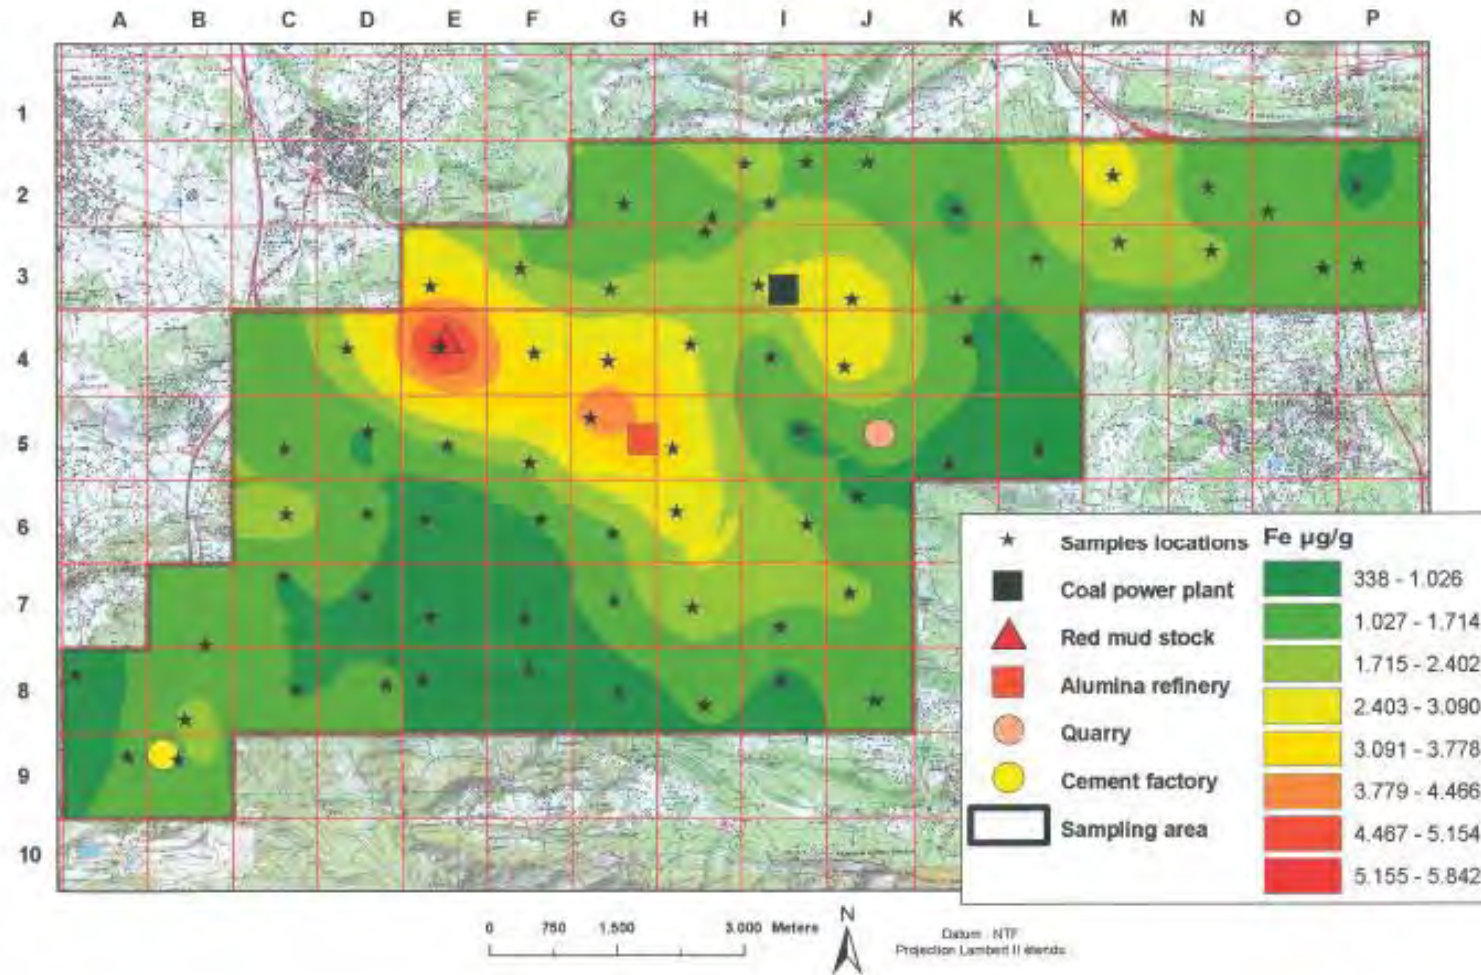 A B C D E F G H I J K L M N O P
1
2
3
4
5
6
7
8
9
10
Samples locations
Coal power plant
Red mud stock
Alumina refinery
Quarry
Cement factory
Sampling area
Fe µg/g
338 - 1.026
1.027 - 1.714
1.715 - 2.402
2.403 - 3.090
3.091 - 3.778
3.779 - 4.466
4.467 - 5.154
5.155 - 5.842
0 750 1.500 3.000 Meters
N
Datum : NTF
Projection Lambert II étendu